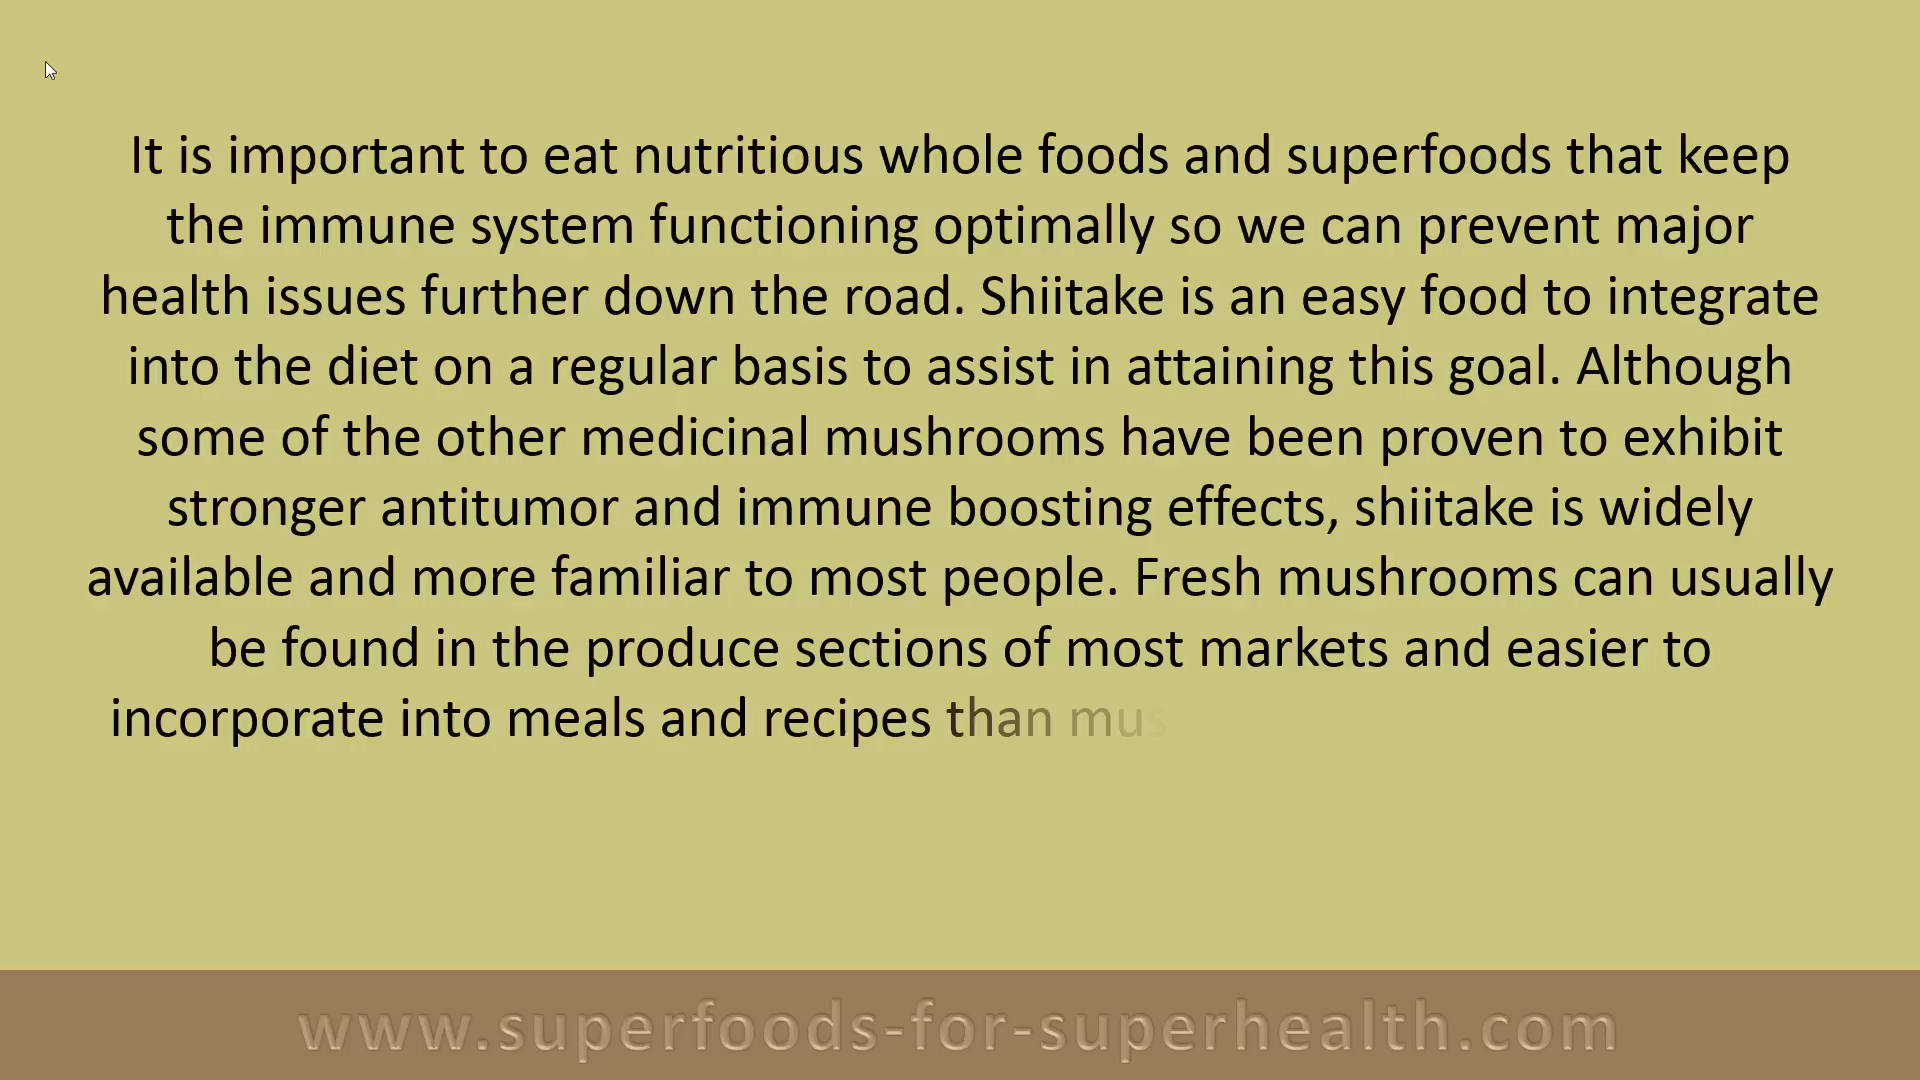 It is important to eat nutritious whole foods and superfoods that keep
the immune system functioning optimally so we can prevent major
health issues further down the road. Shiitake is an easy food to integrate
into the diet on a regular basis to assist in attaining this goal. Although
some of the other medicinal mushrooms have been proven to exhibit
stronger antitumor and immune boosting effects, shiitake is widely
available and more familiar to most people. Fresh mushrooms can usually
be found in the produce sections of most markets and easier to
incorporate into meals and recipes than mus
www.superfoods-for-superhealth.com